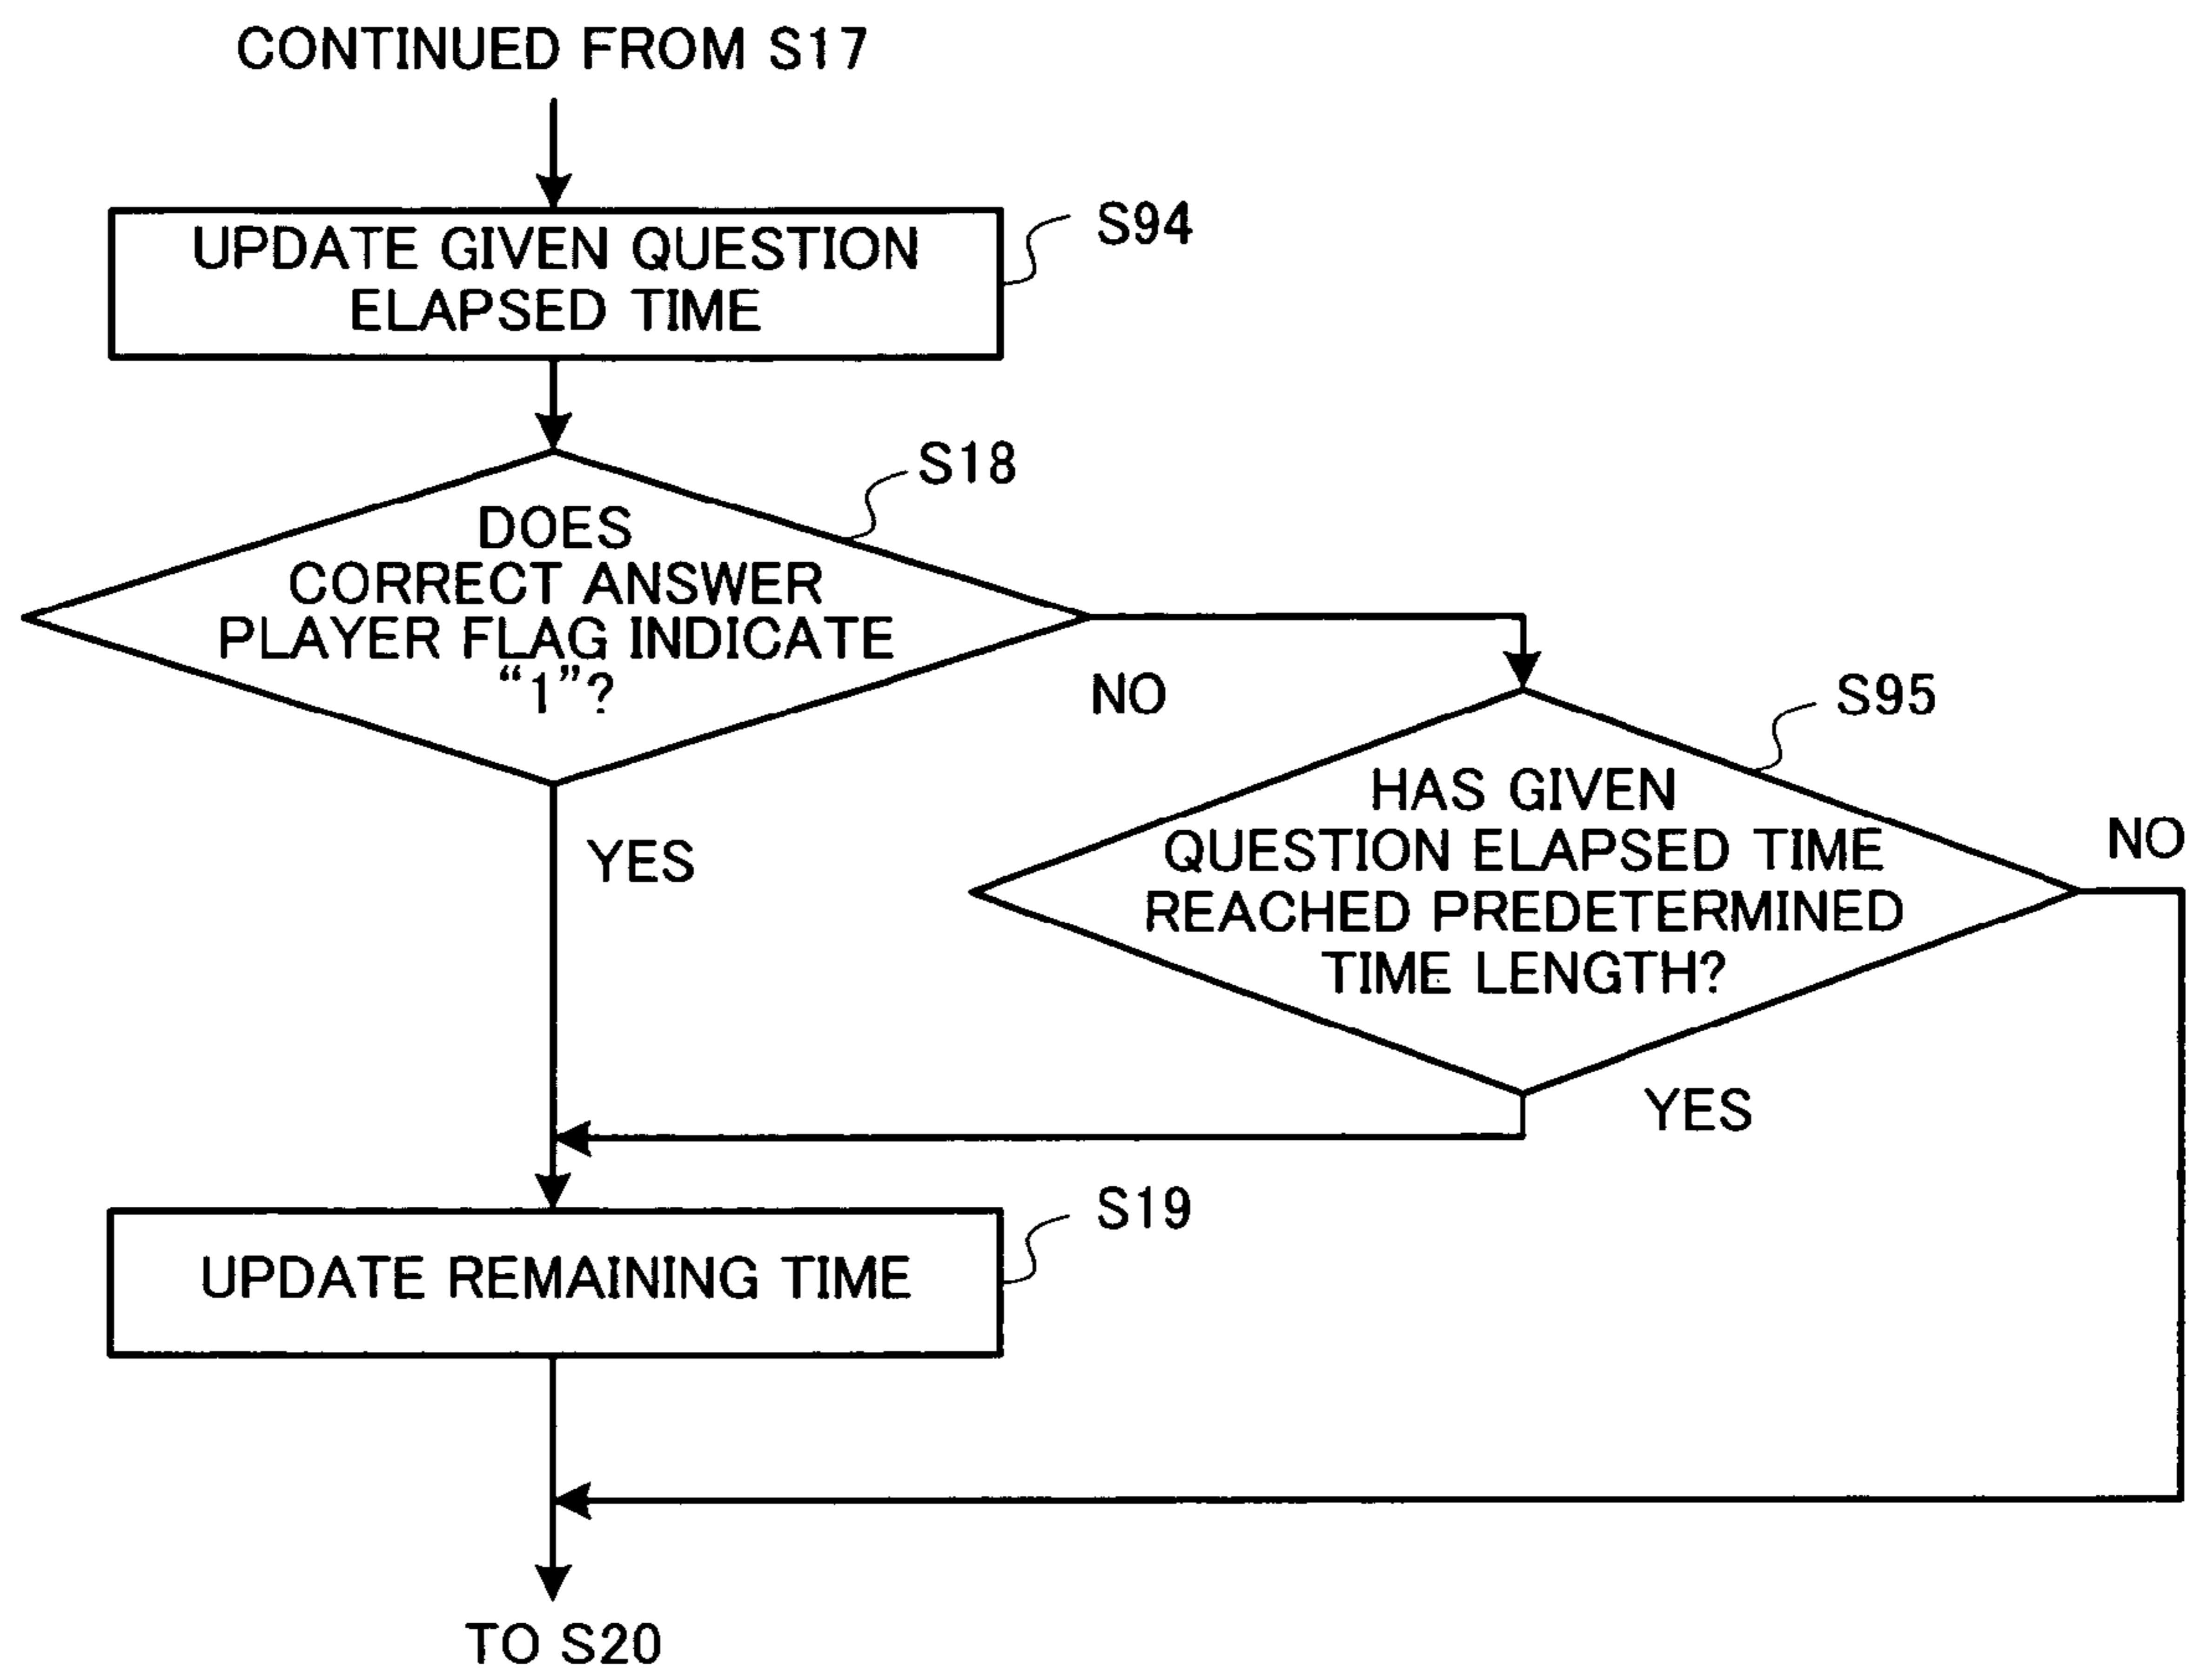 CONTINUED FROM S17
S94
UPDATE GIVEN QUESTION
ELAPSED TIME
S18
DOES
CORRECT ANSWER
PLAYER FLAG INDICATE
“1”?
NO
S95
YES
HAS GIVEN
QUESTION ELAPSED TIME
REACHED PREDETERMINED
TIME LENGTH?
NO
YES
S19
UPDATE REMAINING TIME
TO S20